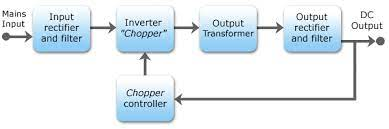 Mains
Input
Input
rectifier
and filter
Inverter
"Chopper"
Output
Transformer
Output
rectifier
and filter
DC
Output
Chopper
controller